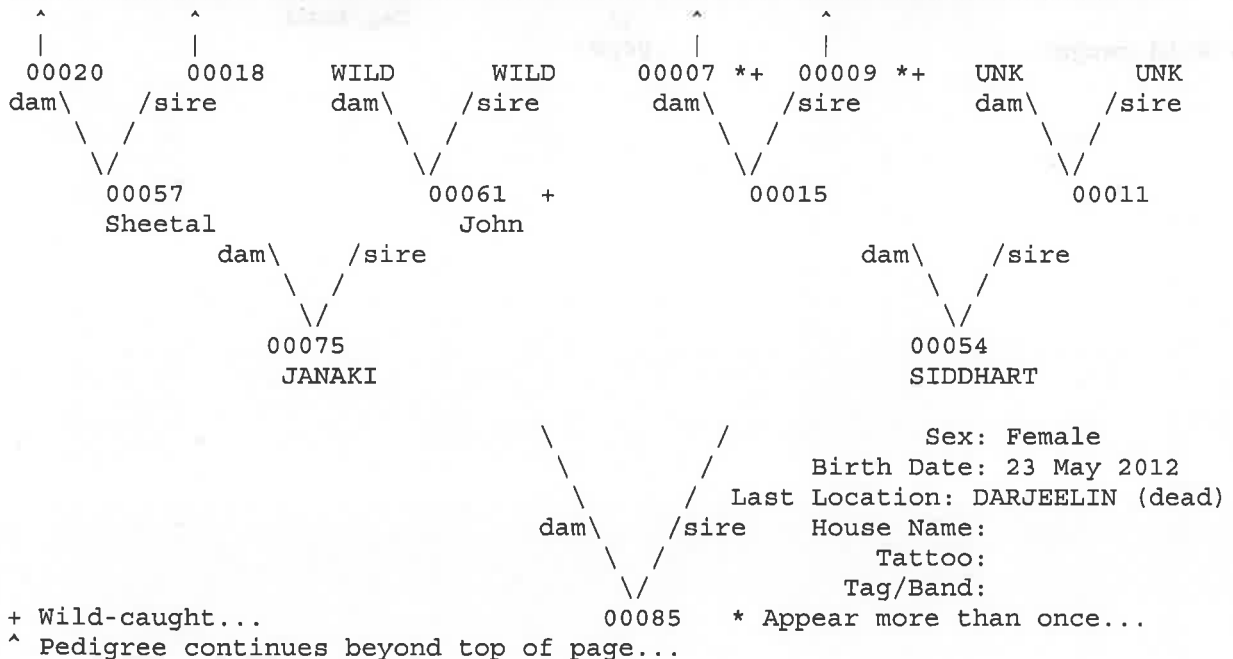 ^ ^ ^ ^
| | | |
00020 00018 WILD WILD 00007 *+ 00009 *+ UNK UNK
dam\ /sire dam\ /sire dam\ /sire dam\ /sire
\ / \ / \ / \ /
\/ \/ \/ \/
00057 00061 + 00015 00011
Sheetal John
dam\ /sire dam\ /sire
\ / \ /
\/ \/
00075 00054
JANAKI SIDDHART
\ / Sex: Female
\ / Birth Date: 23 May 2012
\ / Last Location: DARJEELIN (dead)
dam\ /sire House Name:
\ / Tattoo:
\/ Tag/Band:
+ Wild-caught... 00085 * Appear more than once...
^ Pedigree continues beyond top of page...